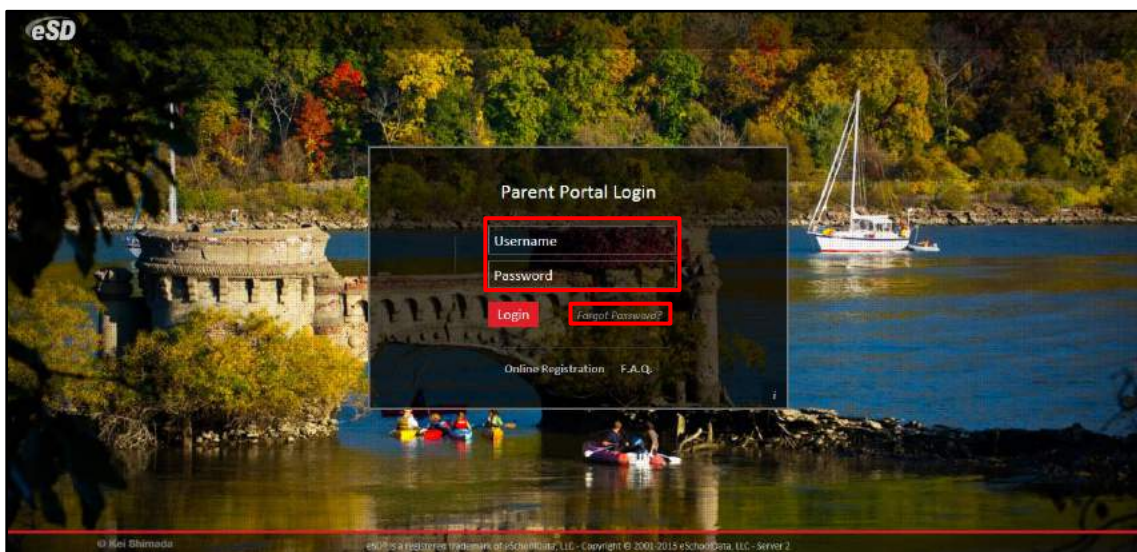 eSD
Parent Portal Login
Username
Password
Login Forgot Password?
Online Registration F.A.Q.
i
© Kei Shimada
eSD® is a registered trademark of eSchoolData, LLC - Copyright © 2001-2015 eSchoolData, LLC - Server 2